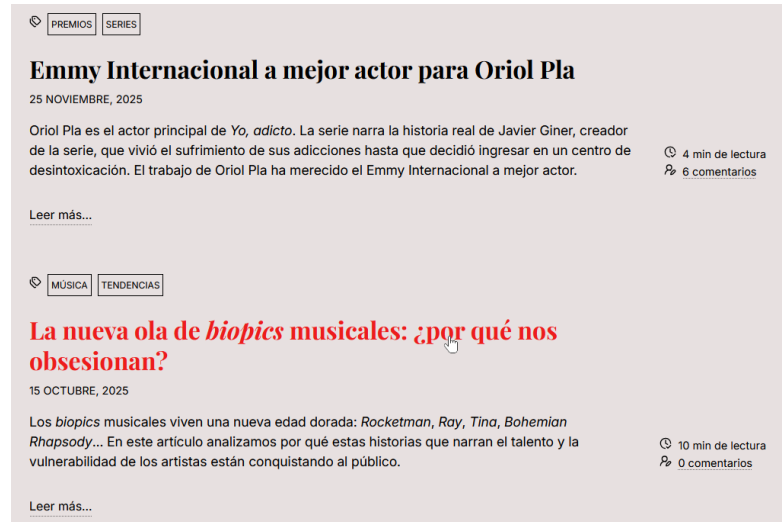 PREMIOS SERIES
Emmy Internacional a mejor actor para Oriol Pla
25 NOVIEMBRE, 2025
Oriol Pla es el actor principal de Yo, adicto. La serie narra la historia real de Javier Giner, creador
de la serie, que vivió el sufrimiento de sus adicciones hasta que decidió ingresar en un centro de
desintoxicación. El trabajo de Oriol Pla ha merecido el Emmy Internacional a mejor actor.
4 min de lectura
6 comentarios
Leer más...
MÚSICA TENDENCIAS
La nueva ola de biopics musicales: ¿por qué nos
obsesionan?
15 OCTUBRE, 2025
Los biopics musicales viven una nueva edad dorada: Rocketman, Ray, Tina, Bohemian
Rhapsody... En este artículo analizamos por qué estas historias que narran el talento y la
vulnerabilidad de los artistas están conquistando al público.
10 min de lectura
0 comentarios
Leer más...